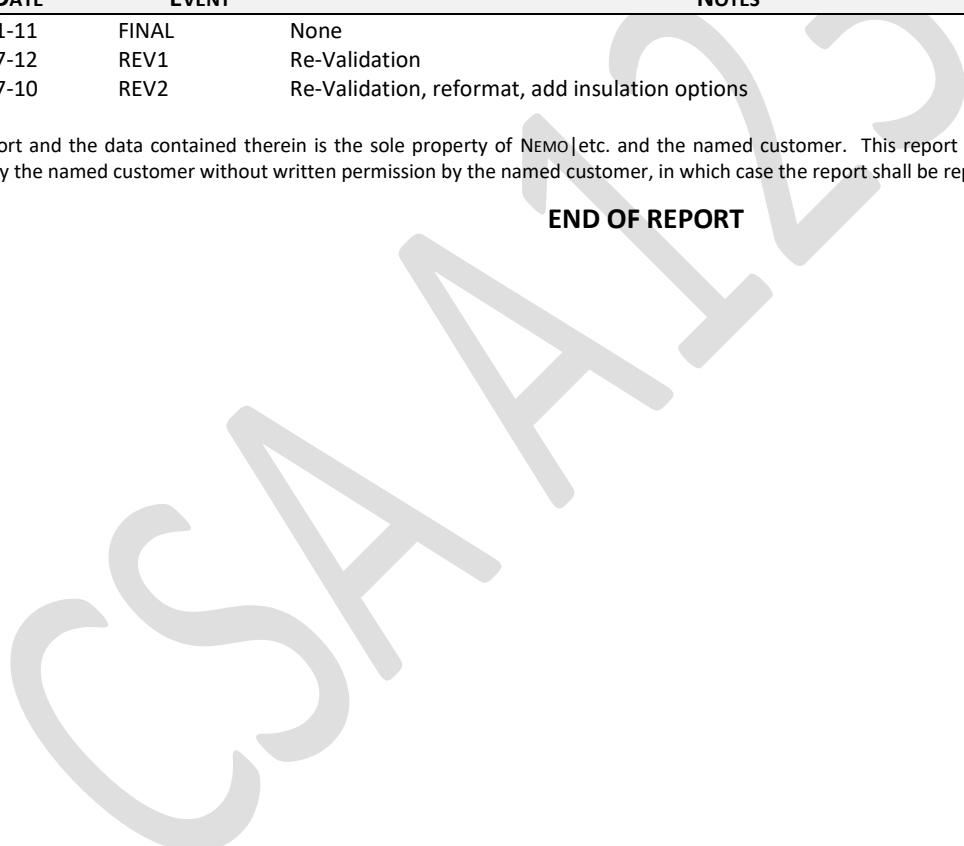 DATE EVENT NOTES
1-11 FINAL None
7-12 REV1 Re-Validation
7-10 REV2 Re-Validation, reformat, add insulation options
ort and the data contained therein is the sole property of NEMO|etc. and the named customer. This report
y the named customer without written permission by the named customer, in which case the report shall be rep
END OF REPORT
CSA A123